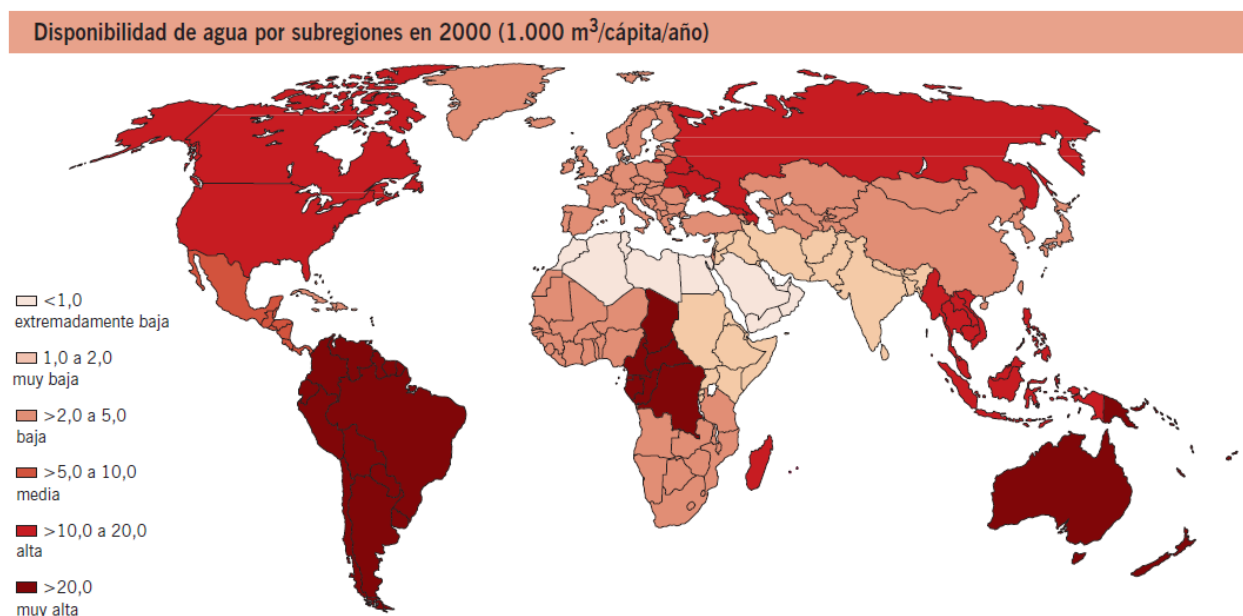 Disponibilidad de agua por subregiones en 2000 (1.000 m³/cápita/año)
<1,0
extremadamente baja
1,0 a 2,0
muy baja
>2,0 a 5,0
baja
>5,0 a 10,0
media
>10,0 a 20,0
alta
>20,0
muy alta